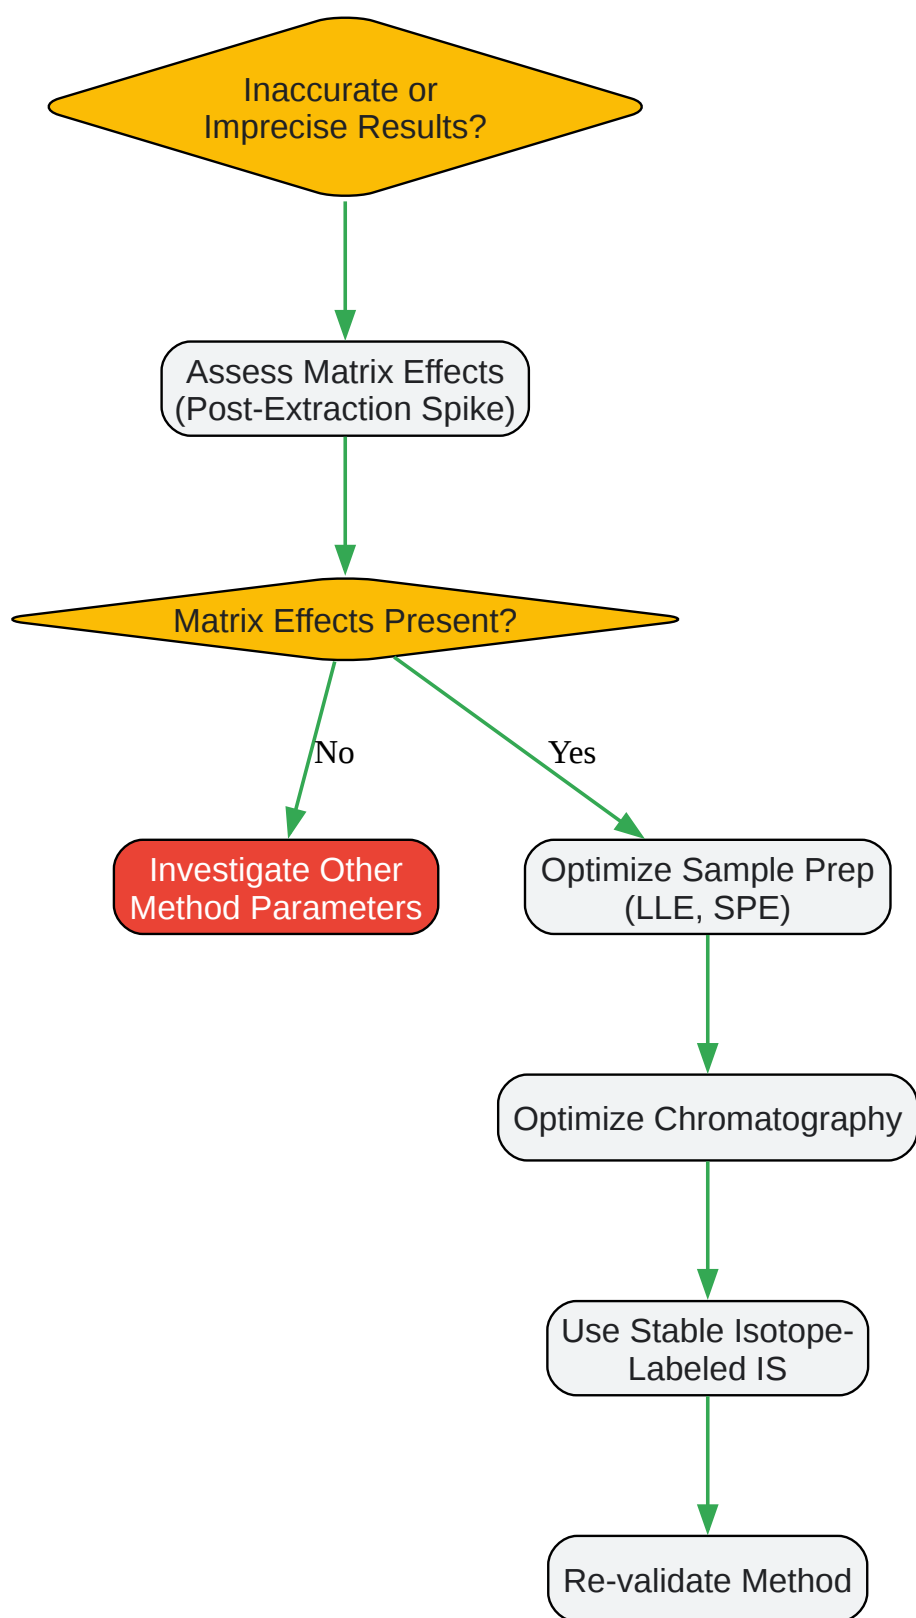 Inaccurate or
Imprecise Results?
Assess Matrix Effects
(Post-Extraction Spike)
Matrix Effects Present?
No
Yes
Investigate Other
Method Parameters
Optimize Sample Prep
(LLE, SPE)
Optimize Chromatography
Use Stable Isotope-
Labeled IS
Re-validate Method